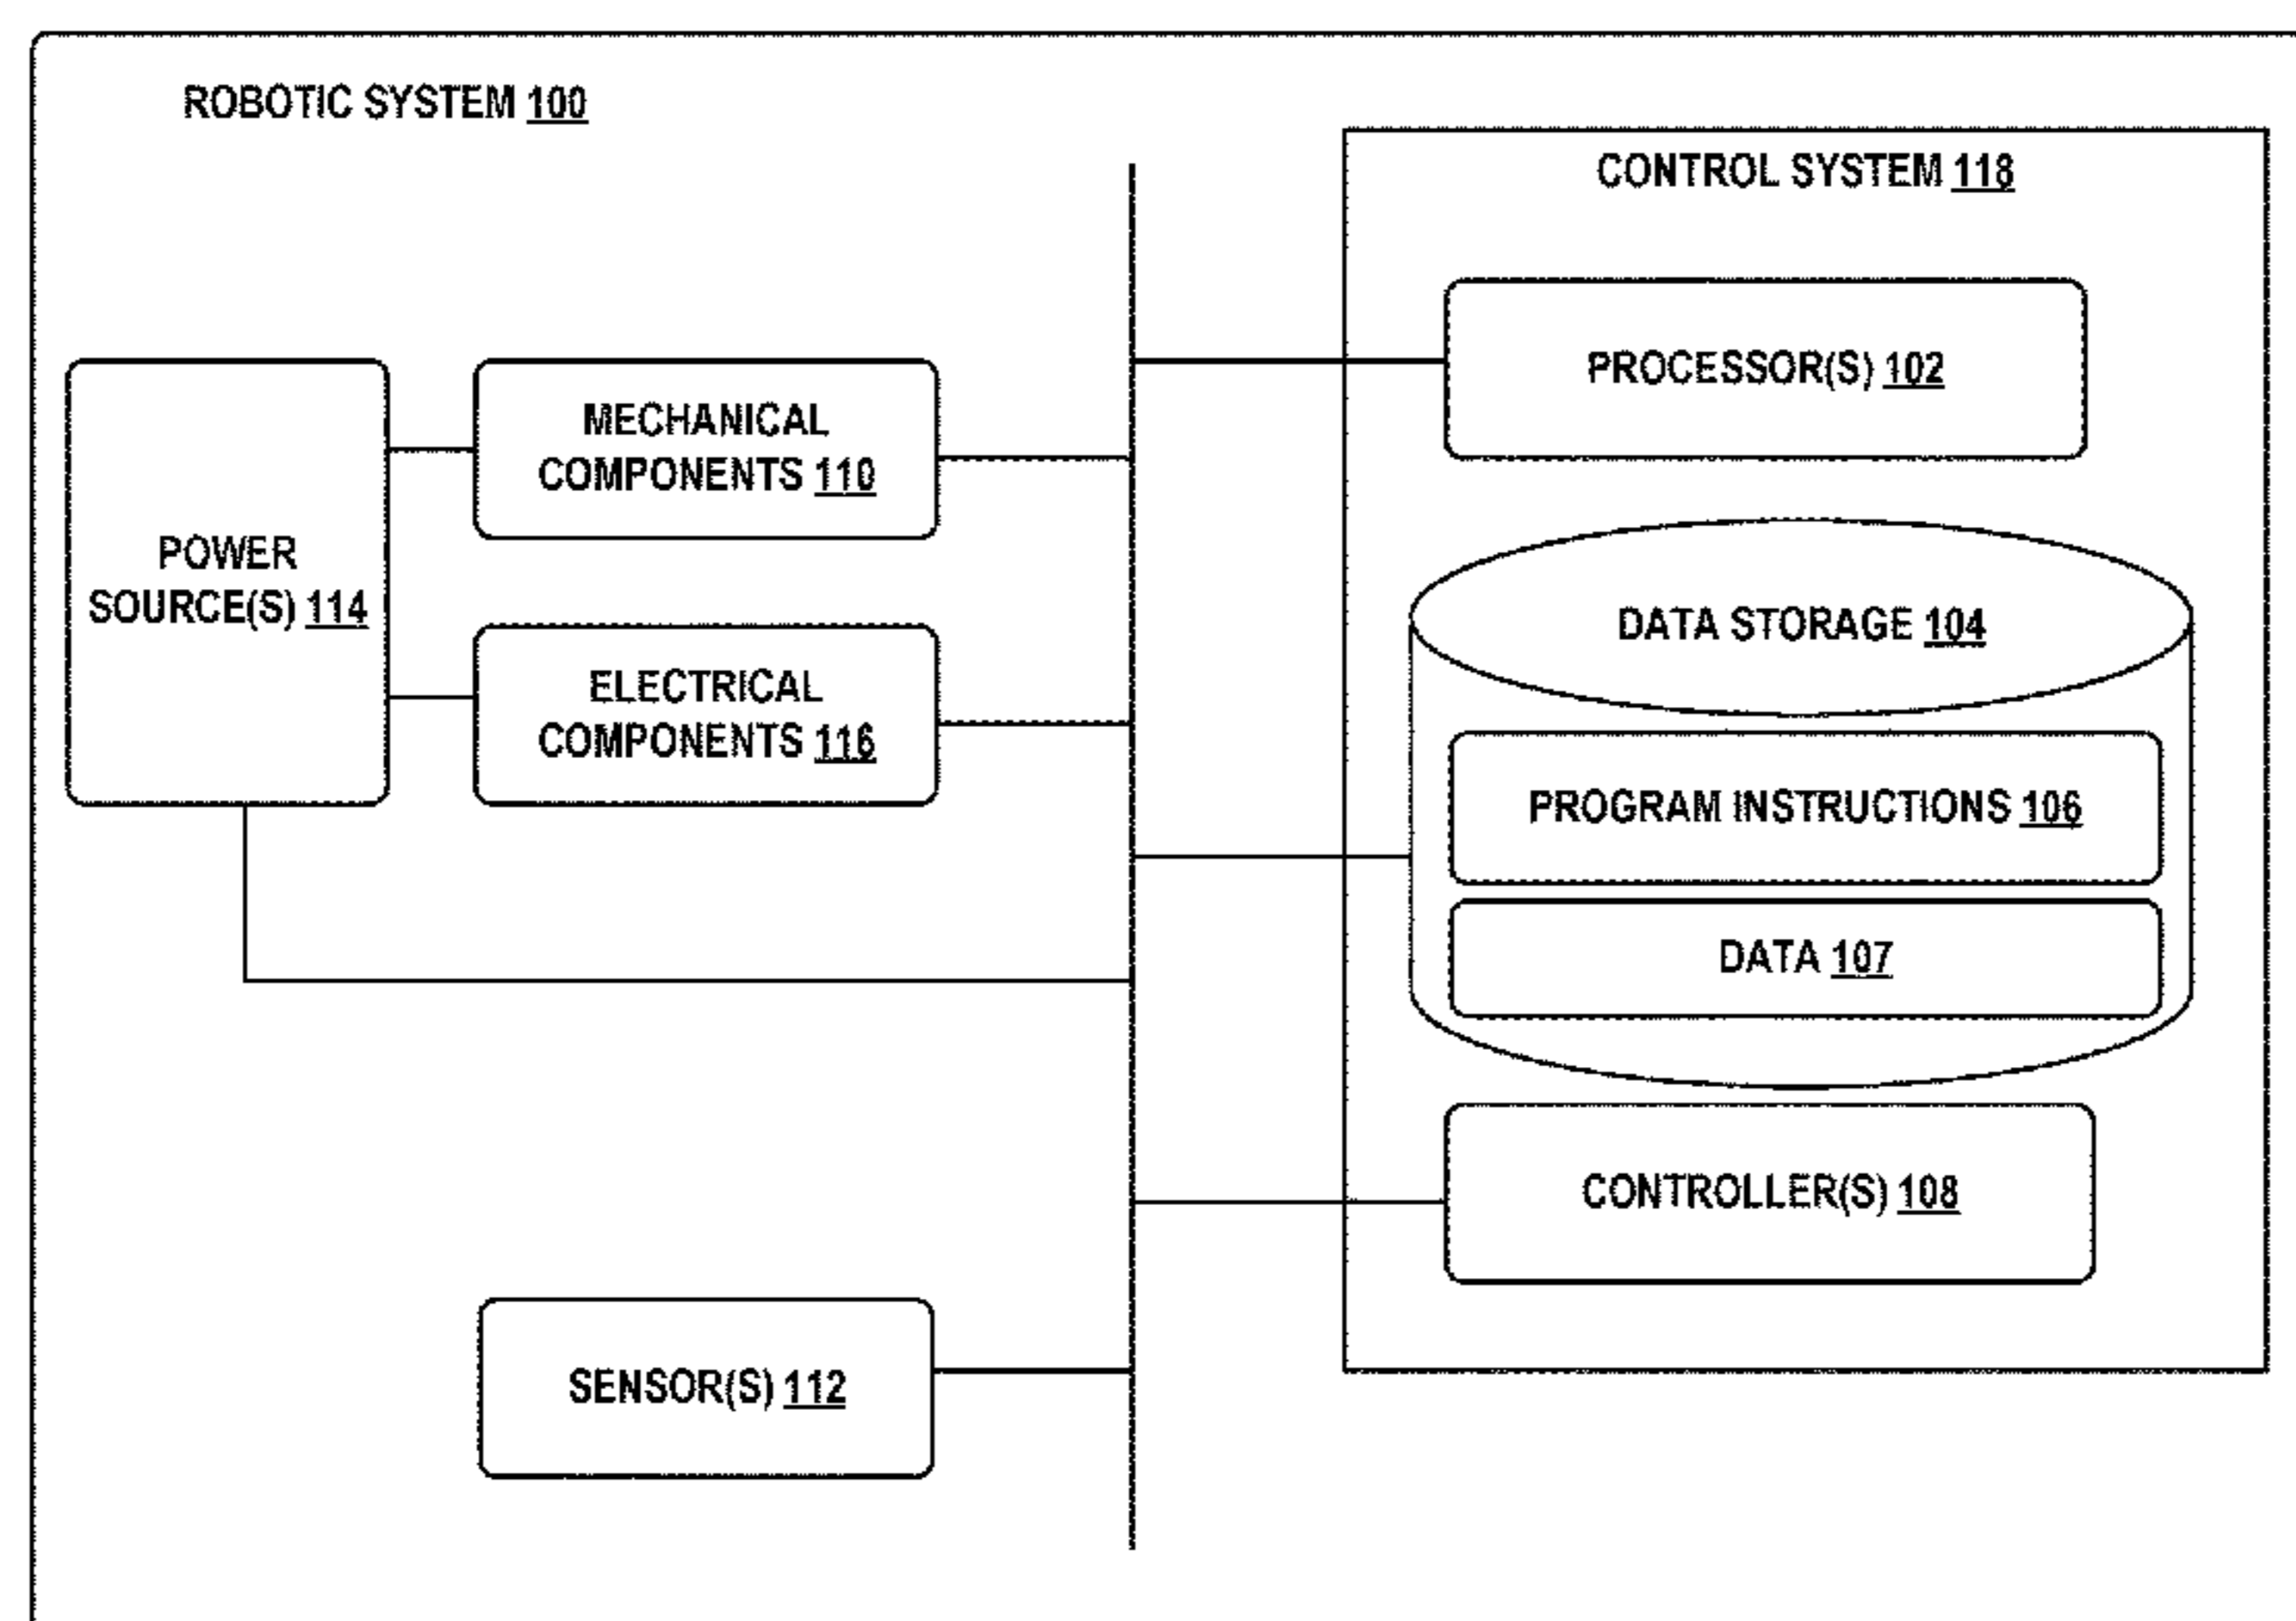 ROBOTIC SYSTEM 100
CONTROL SYSTEM 118
PROCESSOR(S) 102
MECHANICAL
COMPONENTS 110
POWER
SOURCE(S) 114
DATA STORAGE 104
ELECTRICAL
COMPONENTS 116
PROGRAM INSTRUCTIONS 106
DATA 107
CONTROLLER(S) 108
SENSOR(S) 112